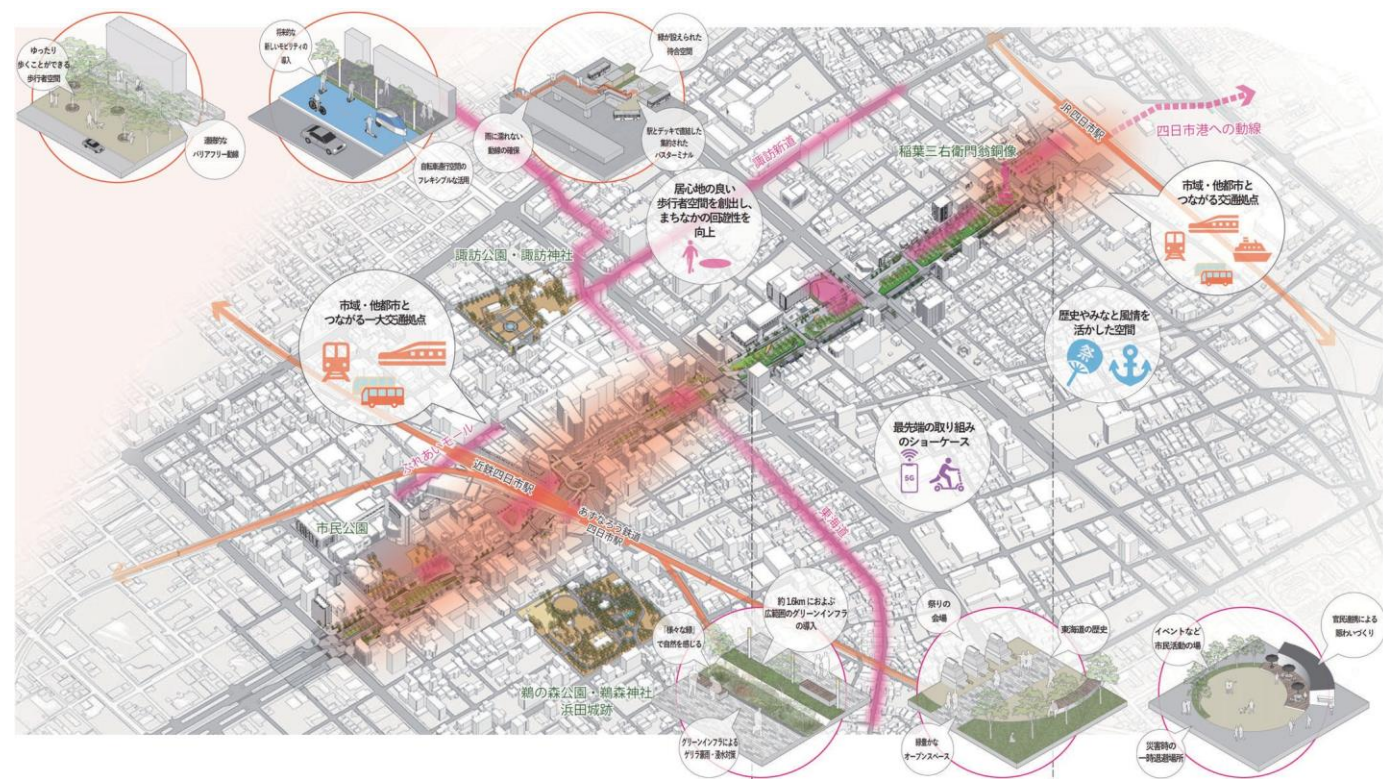 ゆったり
歩くことができる
歩行者空間
連続的な
バリアフリー動線
将来的な
新しいモビリティの
導入
自転車通行空間の
フレキシブルな活用
緑が設えられた
待合空間
雨に濡れない
動線の確保
駅とデッキで直結した
集約された
バスターミナル
諏訪新道
居心地の良い
歩行者空間を創出し、
まちなかの回遊性を
向上
JR四日市駅
四日市港への動線
稲葉三右衛門翁銅像
市域・他都市と
つながる交通拠点
諏訪公園・諏訪神社
市域・他都市と
つながる一大交通拠点
歴史やみなと風情を
活かした空間
祭
最先端の取り組み
のショーケース
5G
ふれあいモール
近鉄四日市駅
あすなろう鉄道
四日市駅
市民公園
東海道
鵜の森公園・鵜森神社
浜田城跡
「様々な緑」
で自然を感じる
約1.6kmにおよぶ
広範囲のグリーンインフラ
の導入
グリーンインフラによる
ゲリラ豪雨・湛水対策
祭りの
会場
東海道の歴史
緑豊かな
オープンスペース
イベントなど
市民活動の場
官民連携による
賑わいづくり
災害時の
一時退避場所